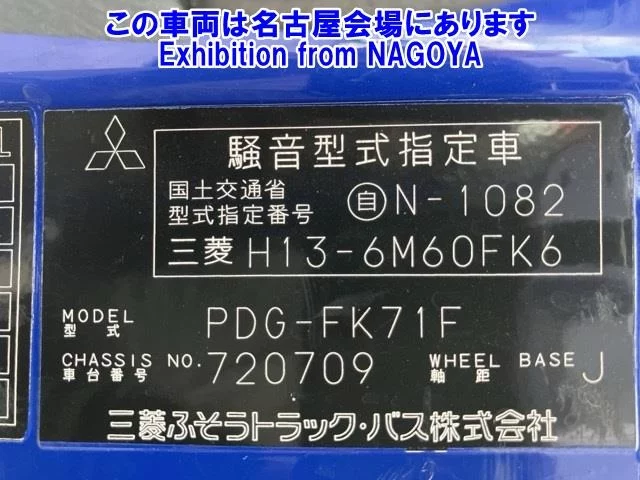 この車両は名古屋会場にあります
Exhibition from NAGOYA
騒音型式指定車
国土交通省
型式指定番号 自N-1082
三菱 H13-6M60FK6
MODEL
型式 PDG-FK71F
CHASSIS NO. 720709 WHEEL BASE J
車台番号 軸距
三菱ふそうトラック・バス株式会社